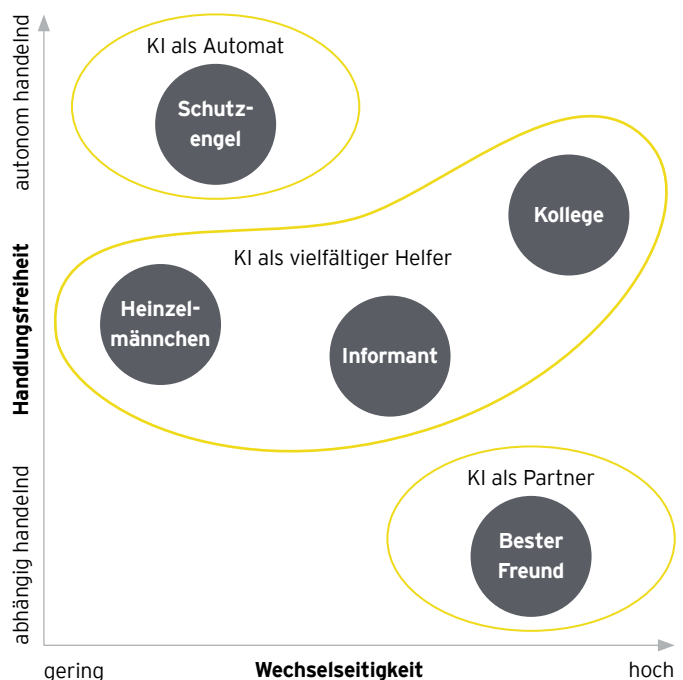 autonom handelnd
Handlungsfreiheit
abhängig handelnd
KI als Automat
Schutz-
engel
Kollege
KI als vielfältiger Helfer
Heinzel-
männchen
Informant
KI als Partner
Bester
Freund
gering
Wechselseitigkeit
hoch